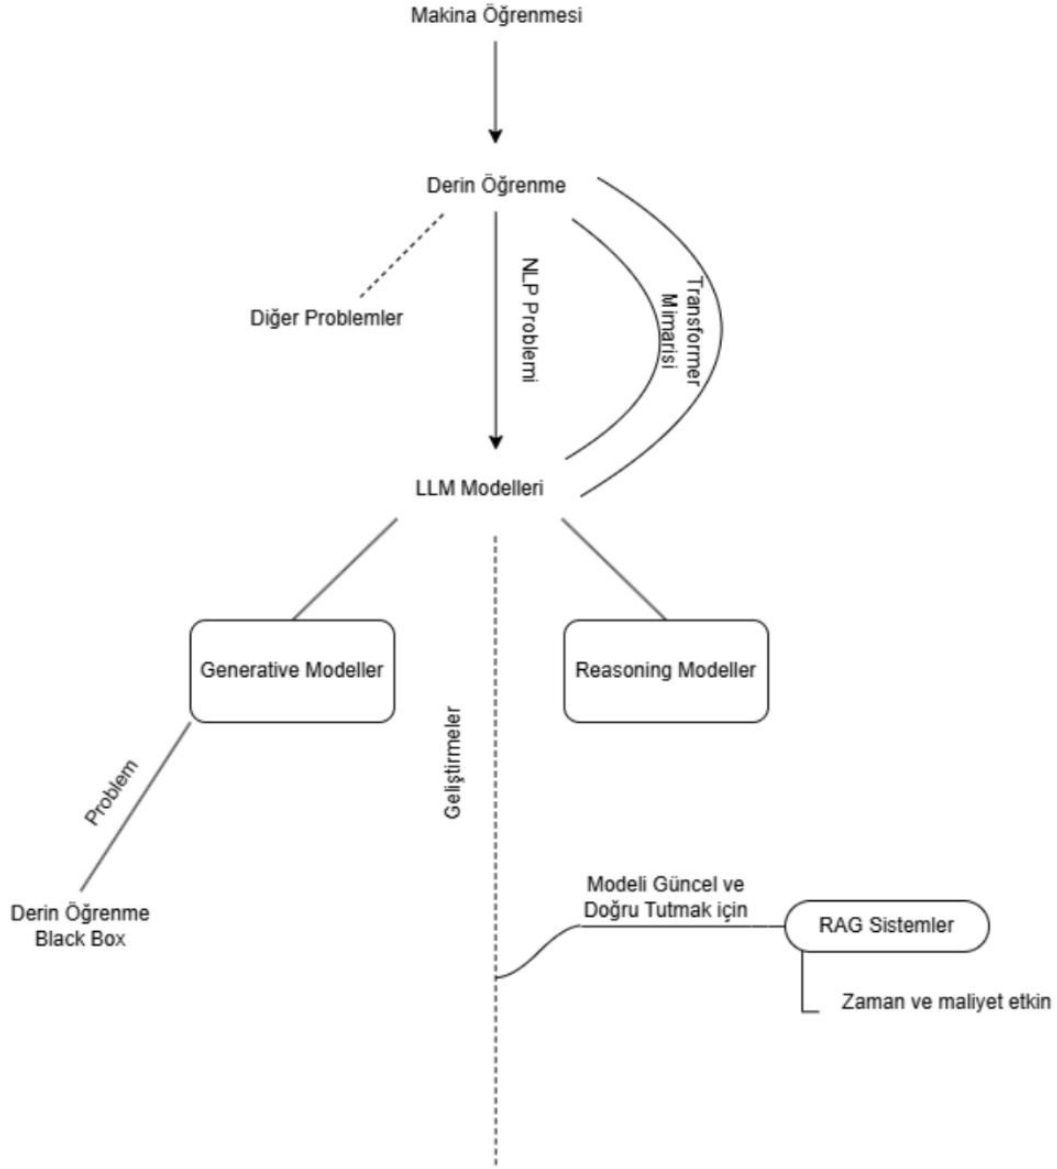 Makina Öğrenmesi
Derin Öğrenme
Diğer Problemler
NLP Problemi
Transformer
Mimarisi
LLM Modelleri
Generative Modeller
Reasoning Modeller
Problem
Geliştirmeler
Derin Öğrenme
Black Box
Modeli Güncel ve
Doğru Tutmak için
RAG Sistemler
Zaman ve maliyet etkin